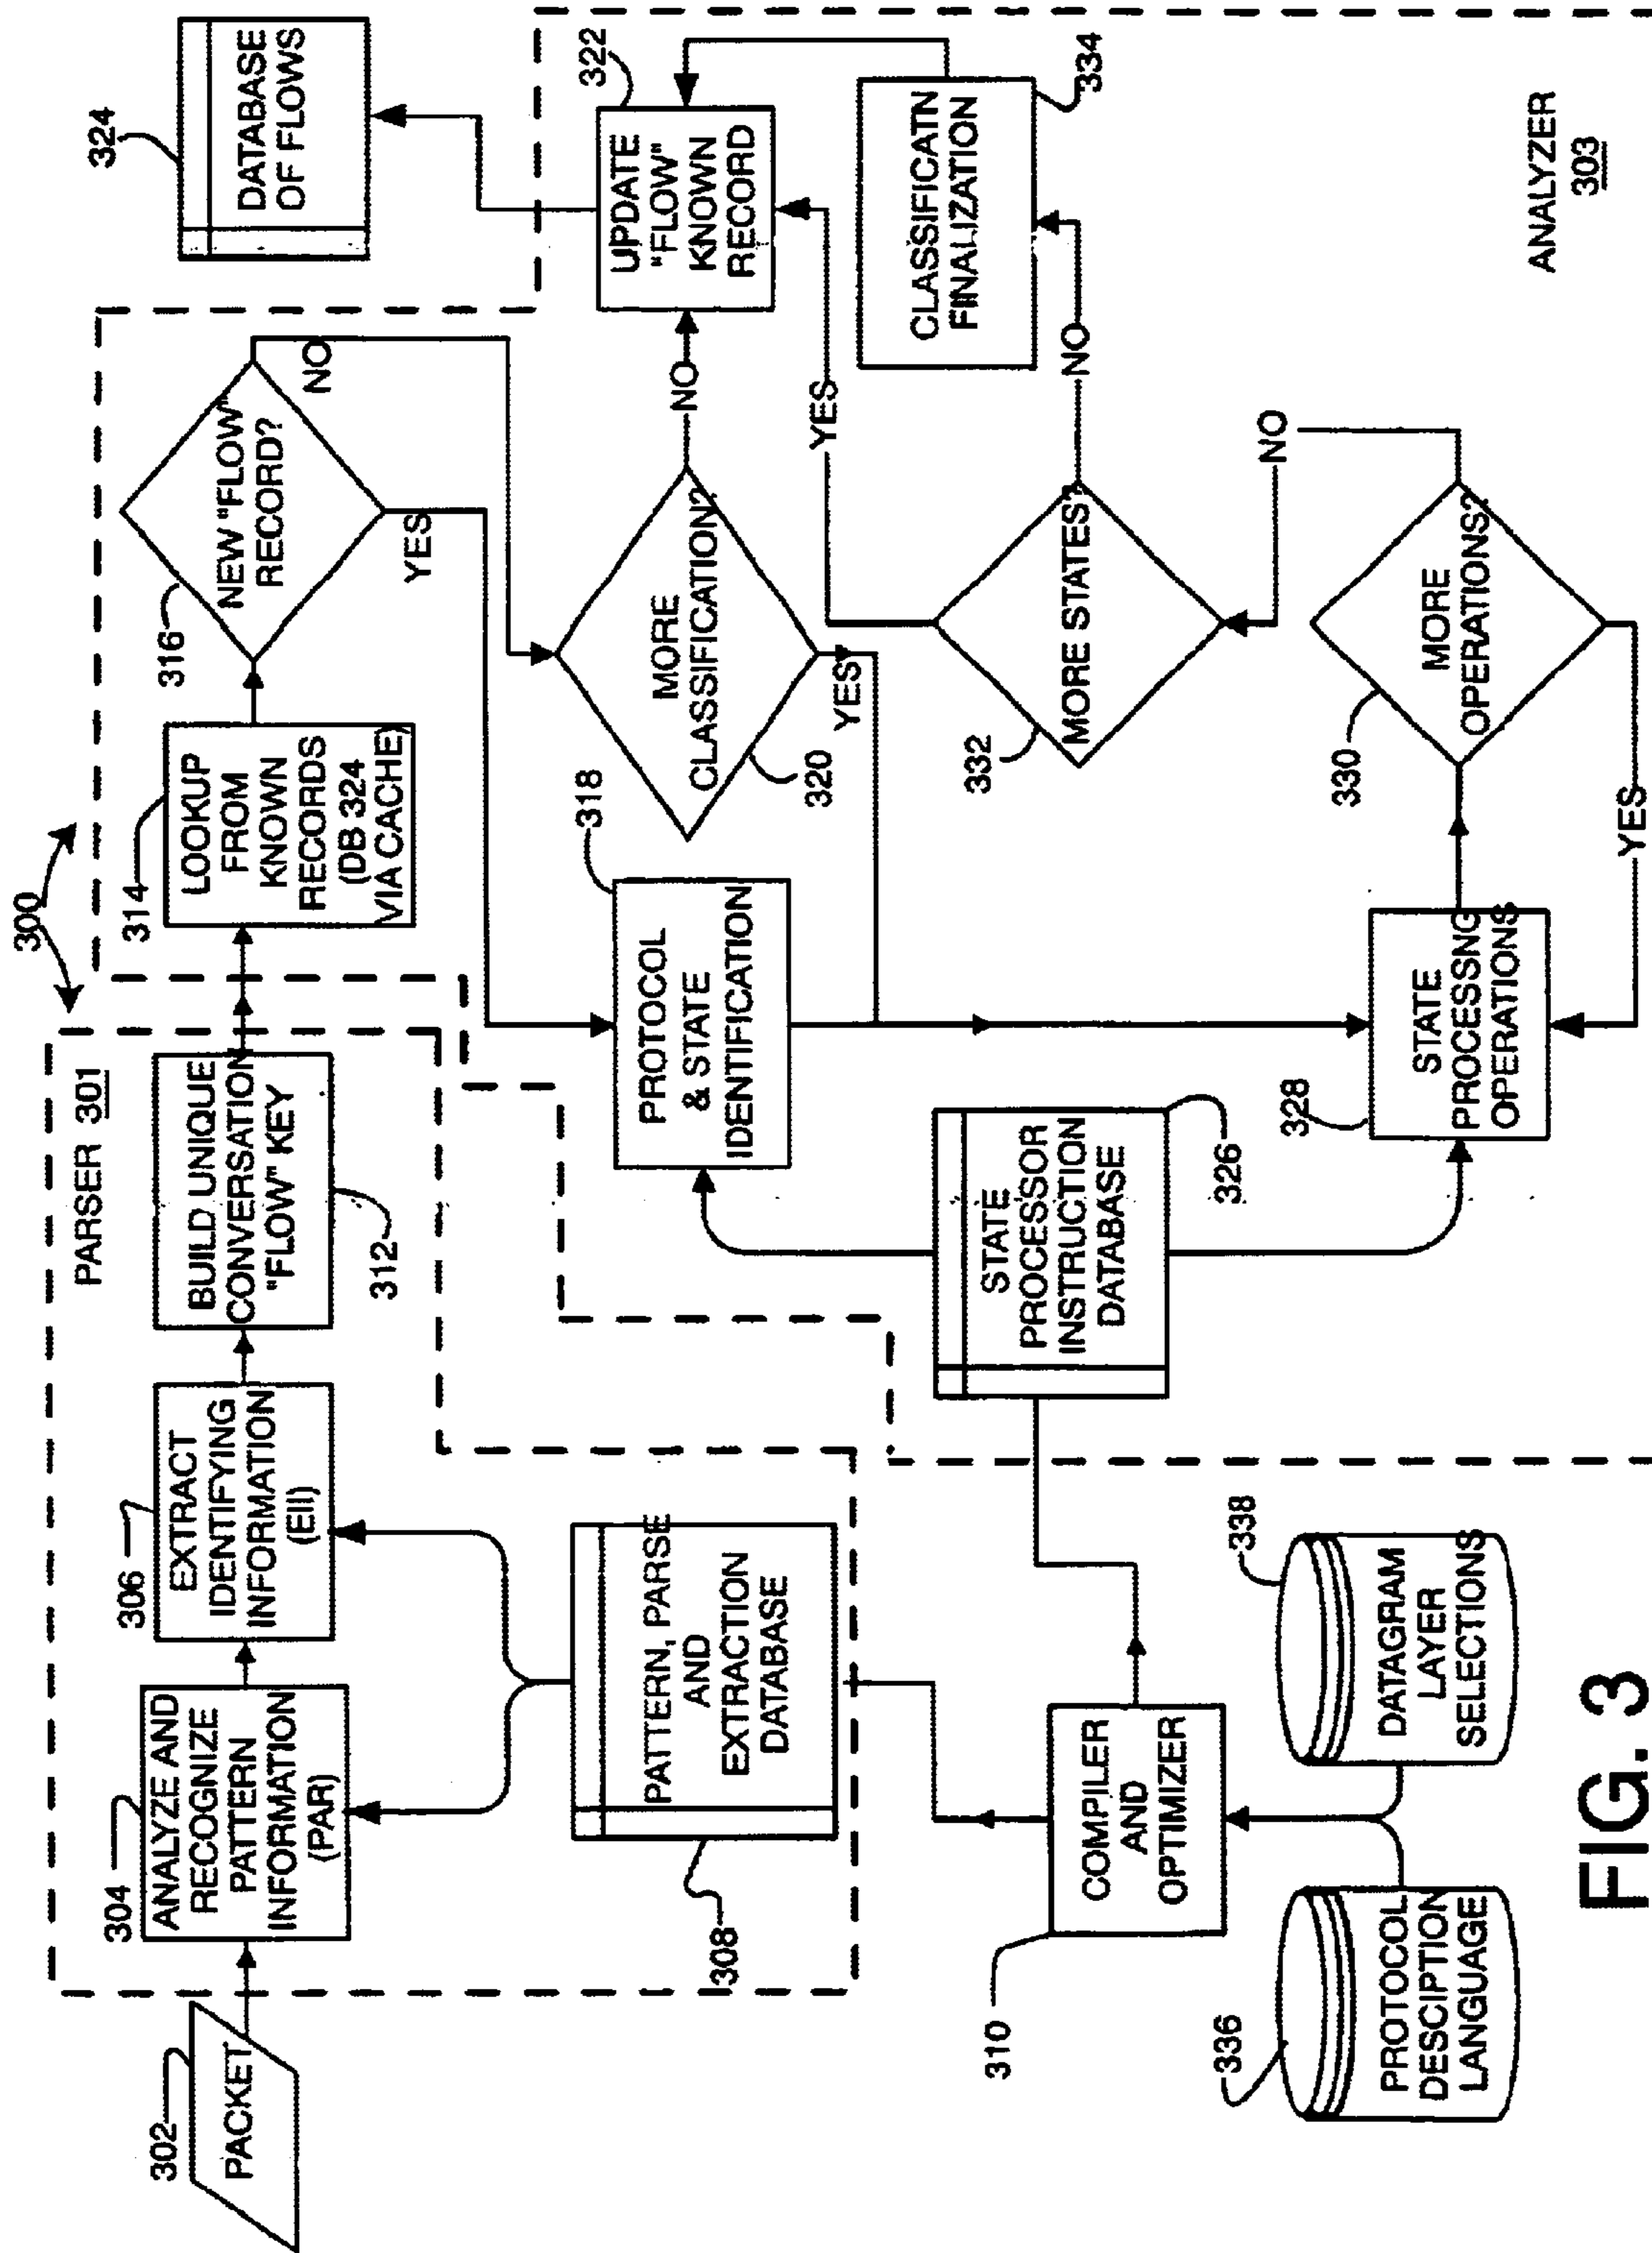 300
PARSER 301
302
PACKET
304
ANALYZE AND
RECOGNIZE
PATTERN
INFORMATION
(PAR)
306
EXTRACT
IDENTIFYING
INFORMATION
(EII)
BUILD UNIQUE
CONVERSATION
"FLOW" KEY
312
314
LOOKUP
FROM
KNOWN
RECORDS
(DB 324
VIA CACHE)
316
NEW "FLOW"
RECORD?
NO
YES
324
DATABASE
OF FLOWS
PATTERN, PARSE
AND
EXTRACTION
DATABASE
308
318
PROTOCOL
& STATE
IDENTIFICATION
MORE
CLASSIFICATION?
320
NO
YES
322
UPDATE
"FLOW"
KNOWN
RECORD
YES
310
COMPILER
AND
OPTIMIZER
STATE
PROCESSOR
INSTRUCTION
DATABASE
326
332
MORE STATES?
NO
CLASSIFICATN
FINALIZATION
334
336
PROTOCOL
DESCIPTION
LANGUAGE
338
DATAGRAM
LAYER
SELECTIONS
328
STATE
PROCESSNG
OPERATIONS
330
MORE
OPERATIONS?
NO
YES
ANALYZER
303
FIG. 3